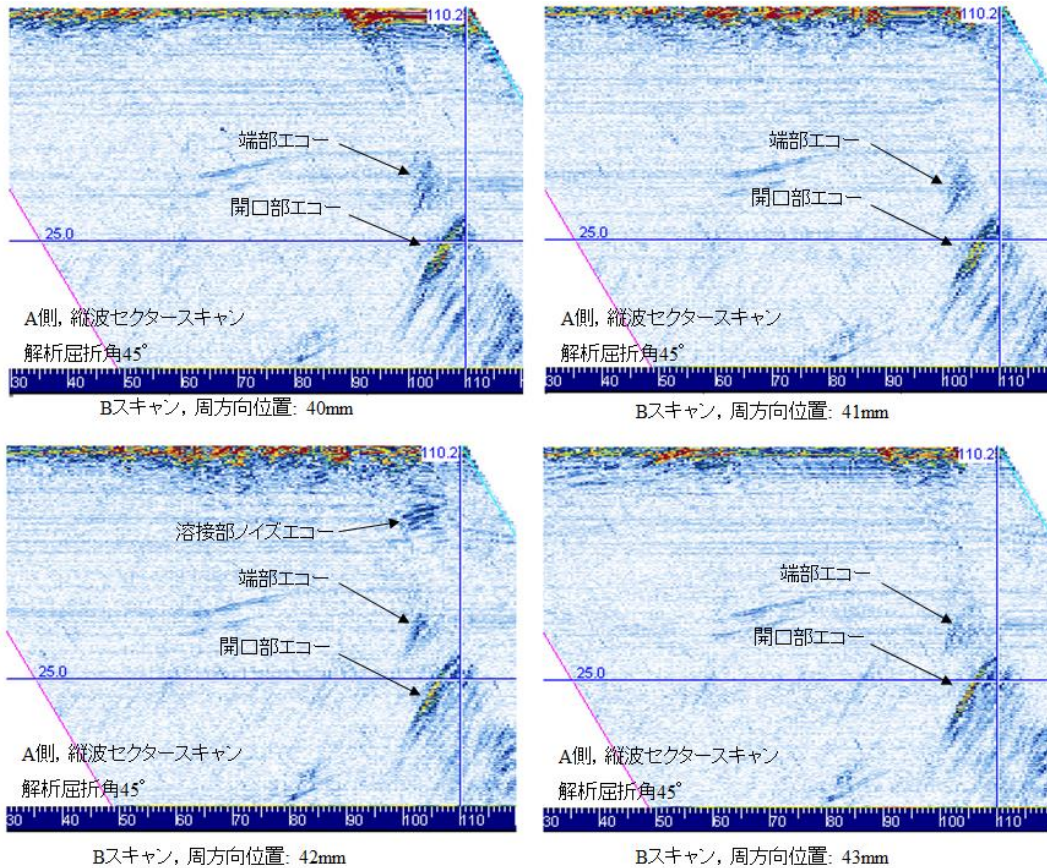 110.2
端部エコー
開口部エコー
25.0
A側, 縦波セクタースキャン
解析屈折角45°
30 40 50 60 70 80 90 100 110
Bスキャン, 周方向位置: 40mm
110.2
端部エコー
開口部エコー
25.0
A側, 縦波セクタースキャン
解析屈折角45°
30 40 50 60 70 80 90 100 110
Bスキャン, 周方向位置: 41mm
110.2
溶接部ノイズエコー
端部エコー
開口部エコー
25.0
A側, 縦波セクタースキャン
解析屈折角45°
30 40 50 60 70 80 90 100 110
Bスキャン, 周方向位置: 42mm
110.2
端部エコー
開口部エコー
25.0
A側, 縦波セクタースキャン
解析屈折角45°
30 40 50 60 70 80 90 100 110
Bスキャン, 周方向位置: 43mm